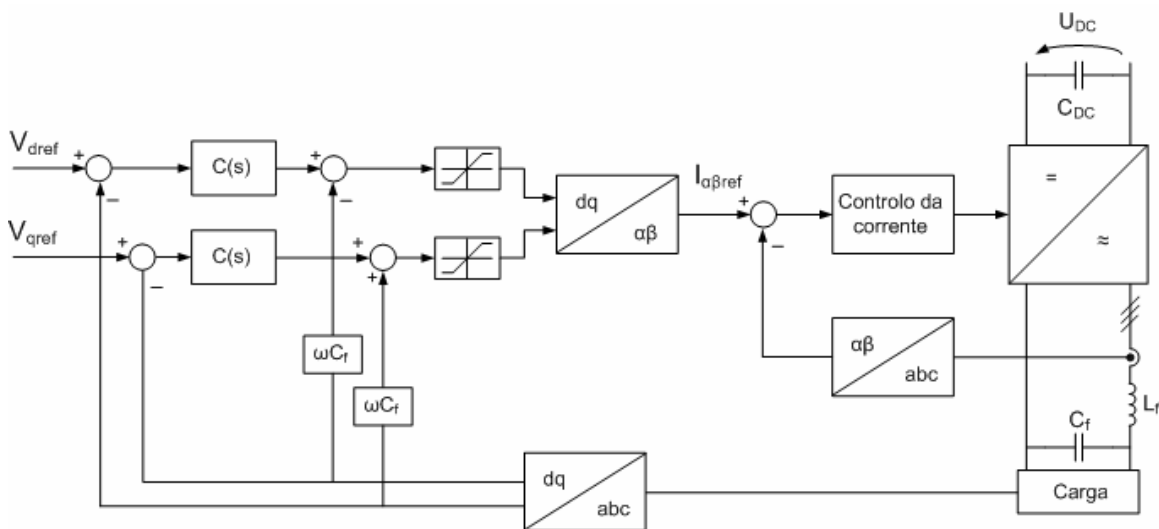 U_DC
C_DC
V_dref
+
−
C(s)
+
−
V_qref
+
−
C(s)
+
+
ωC_f
ωC_f
dq
αβ
I_αβref
+
−
Controlo da
corrente
=
≈
αβ
abc
L_f
C_f
dq
abc
Carga